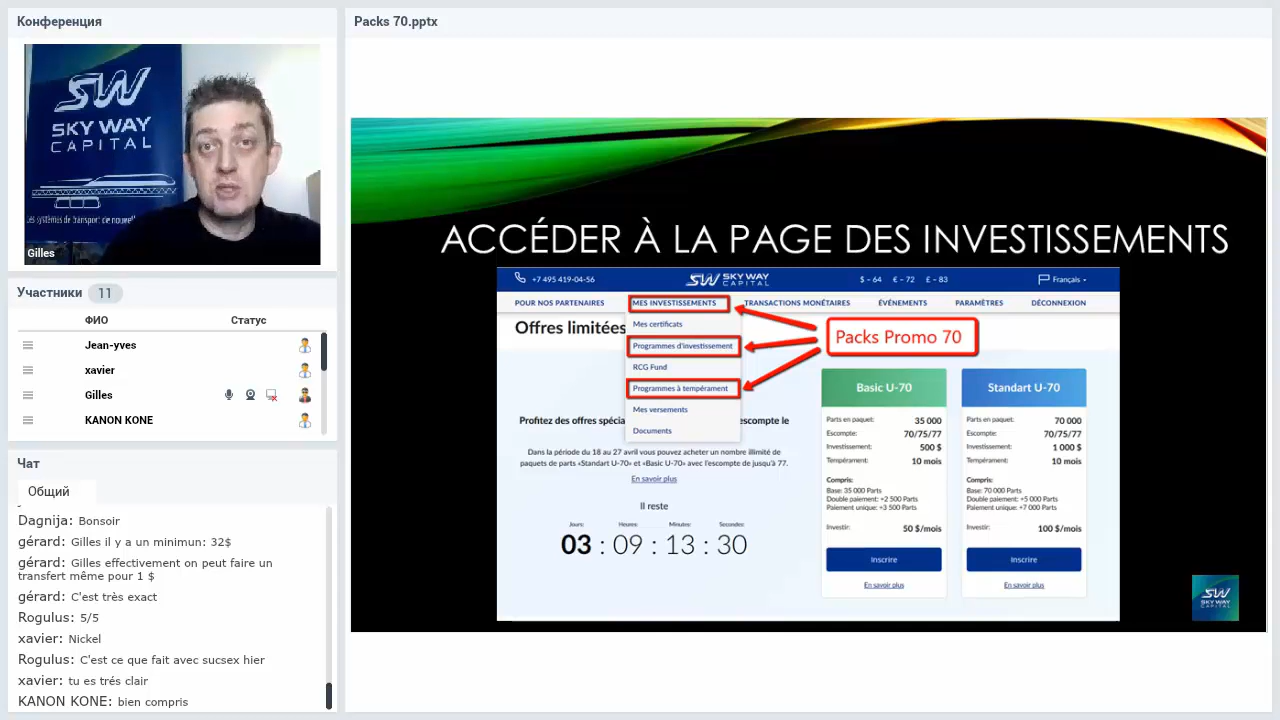 Конференция
SW
SKY WAY
CAPITAL
Gilles
Участники 11
ФИО Статус
Jean-yves
xavier
Gilles
KANON KONE
Чат
Общий
Dagnija: Bonsoir
gérard: Gilles il y a un minimun: 32$
gérard: Gilles effectivement on peut faire un
transfert même pour 1 $
gérard: C'est très exact
Rogulus: 5/5
xavier: Nickel
Rogulus: C'est ce que fait avec sucsex hier
xavier: tu es trés clair
KANON KONE: bien compris
Packs 70.pptx
ACCÉDER À LA PAGE DES INVESTISSEMENTS
+7 495 419-04-56 SW SKY WAY CAPITAL $ – 64 € – 72 £ – 83 Français
POUR NOS PARTENAIRES MES INVESTISSEMENTS TRANSACTIONS MONÉTAIRES ÉVÉNEMENTS PARAMÈTRES DÉCONNEXION
Offres limitées
Mes certificats
Programmes d'investissement
RCG Fund
Programmes à tempérament
Mes versements
Documents
Packs Promo 70
Profitez des offres spécia escompte le
Dans la période du 18 au 27 avril vous pouvez acheter un nombre illimité de
paquets de parts «Standart U-70» et «Basic U-70» avec l'escompte de jusqu'à 77.
En savoir plus
Il reste
Jours: Heures: Minutes: Secondes:
03 : 09 : 13 : 30
Basic U-70
Parts en paquet: 35 000
Escompte: 70/75/77
Investissement: 500 $
Tempérament: 10 mois
Compris:
Base: 35 000 Parts
Double paiement: +2 500 Parts
Paiement unique: +3 500 Parts
Investir: 50 $/mois
Inscrire
En savoir plus
Standart U-70
Parts en paquet: 70 000
Escompte: 70/75/77
Investissement: 1 000 $
Tempérament: 10 mois
Compris:
Base: 70 000 Parts
Double paiement: +5 000 Parts
Paiement unique: +7 000 Parts
Investir: 100 $/mois
Inscrire
En savoir plus
SW
SKY WAY
CAPITAL